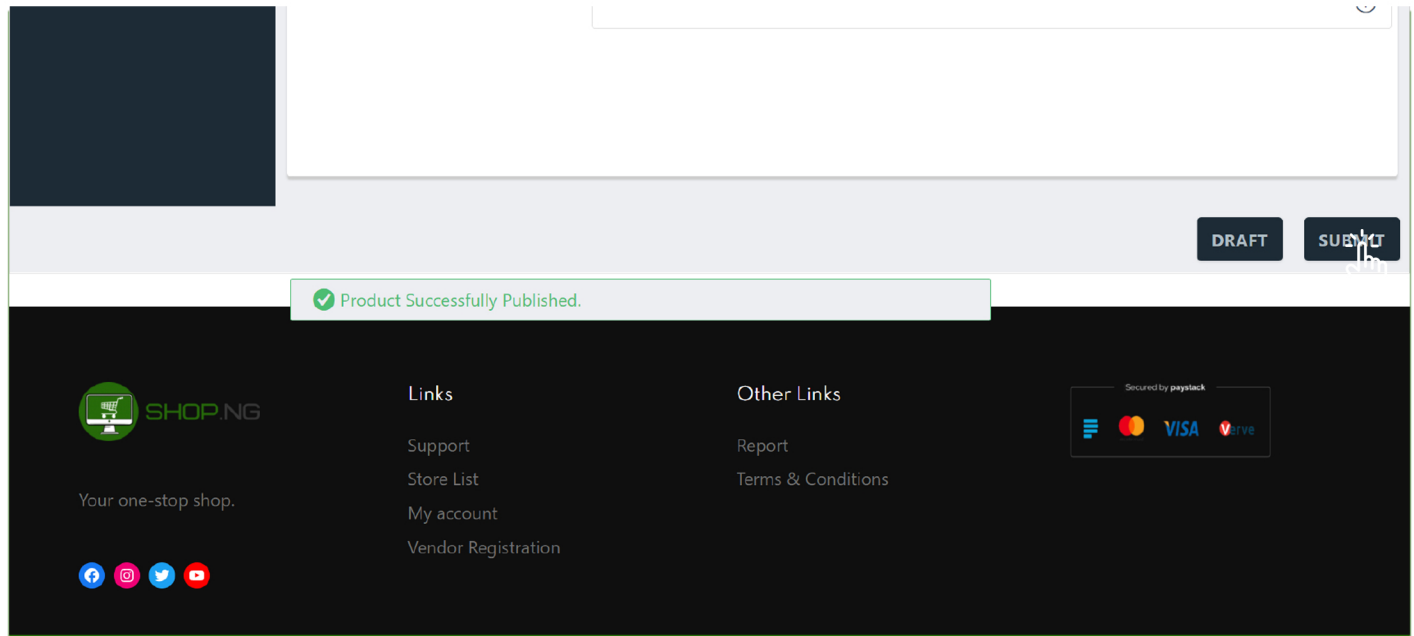 DRAFT
SUBMIT
Product Successfully Published.
SHOP.NG
Your one-stop shop.
Links
Support
Store List
My account
Vendor Registration
Other Links
Report
Terms & Conditions
Secured by paystack
VISA
Verve